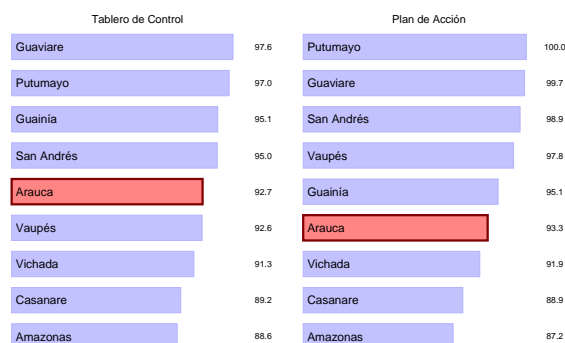 Tablero de Control
Guaviare 97.6
Putumayo 97.0
Guainía 95.1
San Andrés 95.0
Arauca 92.7
Vaupés 92.6
Vichada 91.3
Casanare 89.2
Amazonas 88.6
Plan de Acción
Putumayo 100.0
Guaviare 99.7
San Andrés 98.9
Vaupés 97.8
Guainía 95.1
Arauca 93.3
Vichada 91.9
Casanare 88.9
Amazonas 87.2